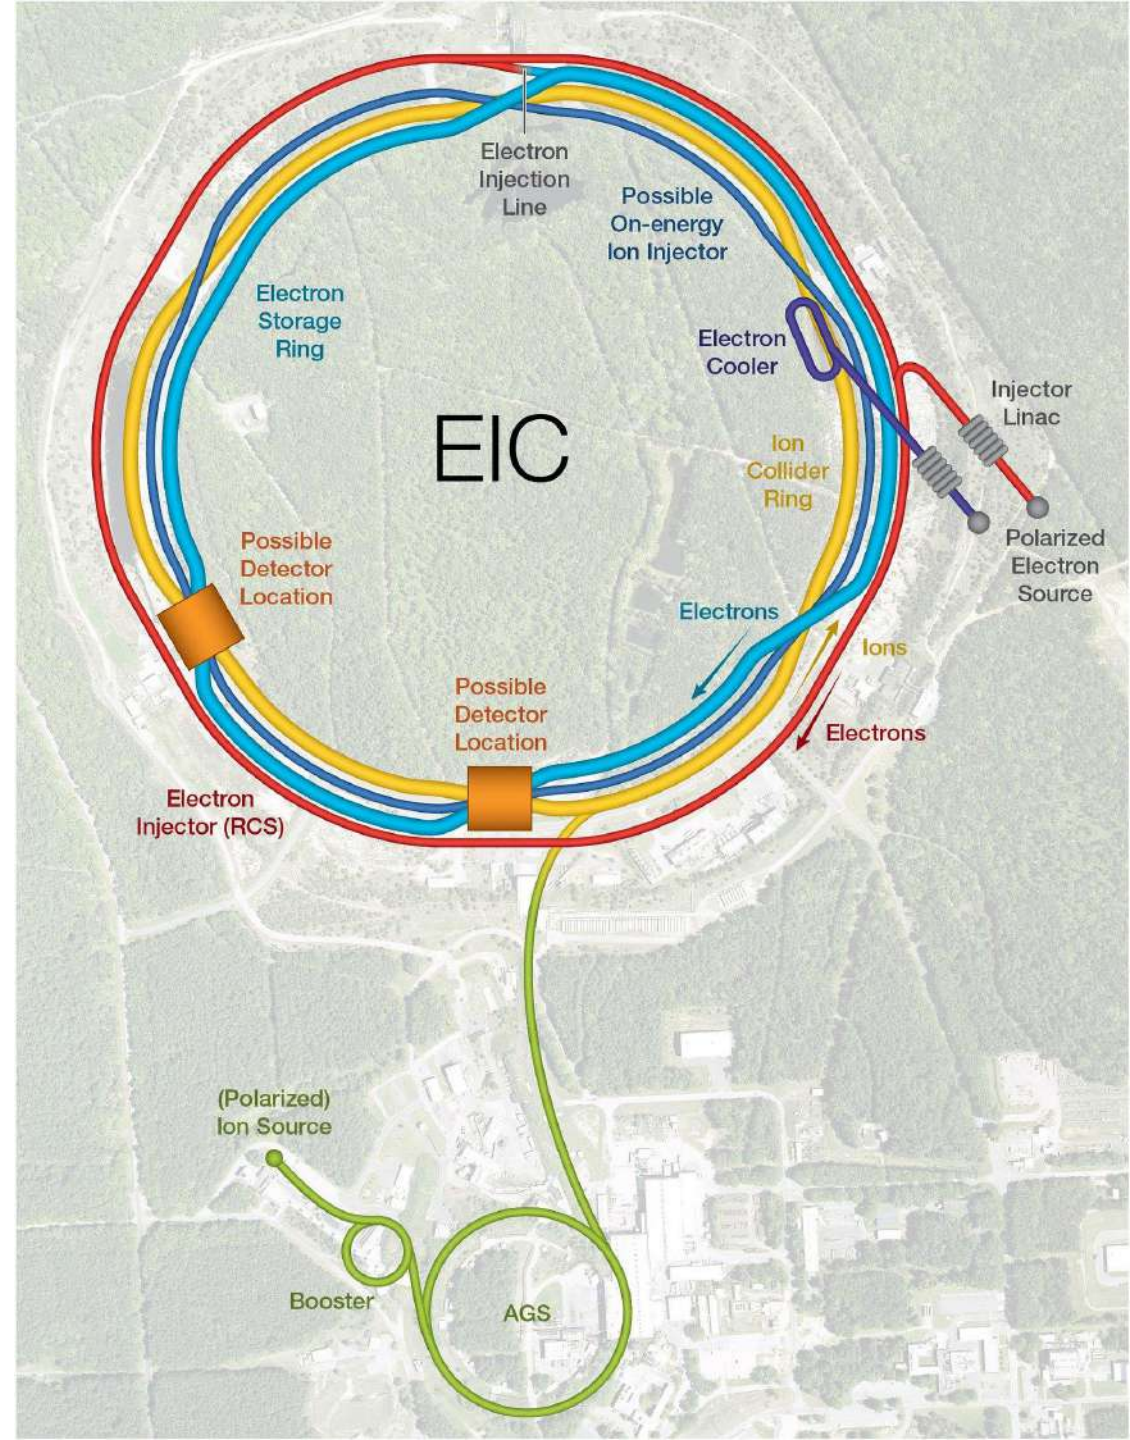 Electron
Injection
Line
Possible
On-energy
Ion Injector
Electron
Storage
Ring
Electron
Cooler
Injector
Linac
EIC
Ion
Collider
Ring
Possible
Detector
Location
Polarized
Electron
Source
Electrons
Ions
Possible
Detector
Location
Electrons
Electron
Injector (RCS)
(Polarized)
Ion Source
Booster
AGS